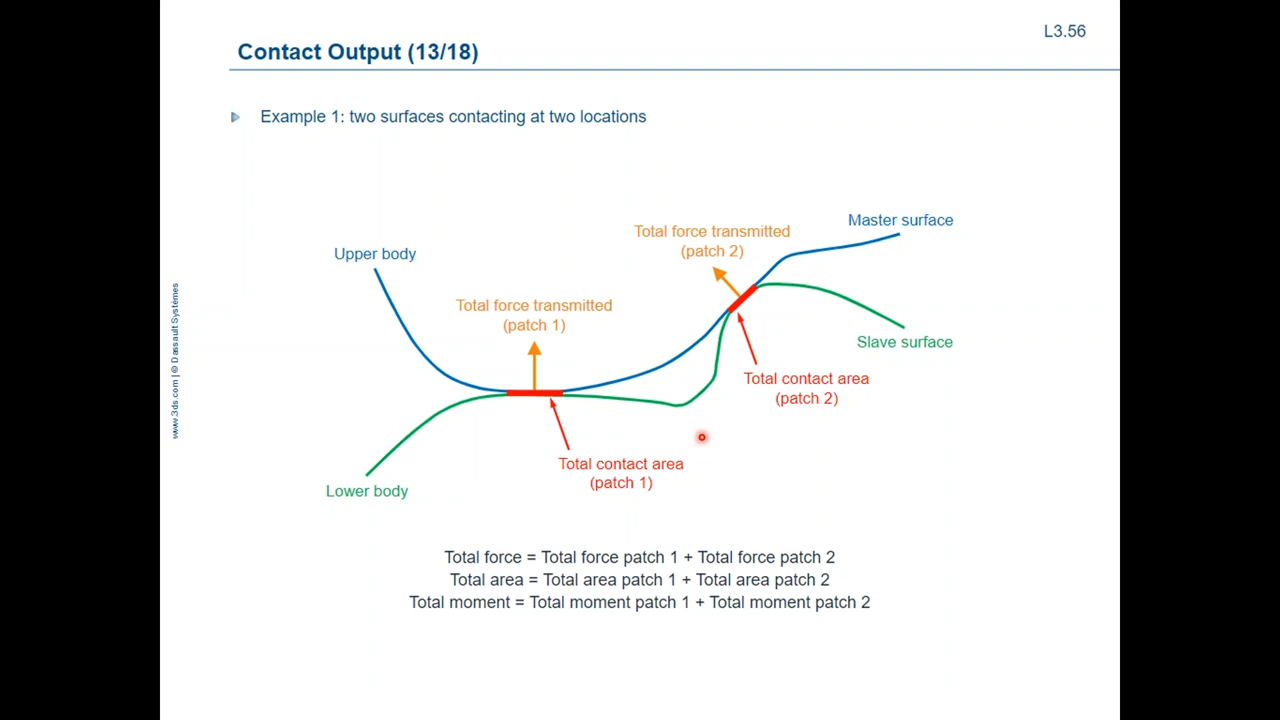 L3.56
Contact Output (13/18)
Example 1: two surfaces contacting at two locations
Master surface
Total force transmitted
(patch 2)
Upper body
Total force transmitted
(patch 1)
Slave surface
Total contact area
(patch 2)
Total contact area
(patch 1)
Lower body
Total force = Total force patch 1 + Total force patch 2
Total area = Total area patch 1 + Total area patch 2
Total moment = Total moment patch 1 + Total moment patch 2
www.3ds.com | © Dassault Systèmes